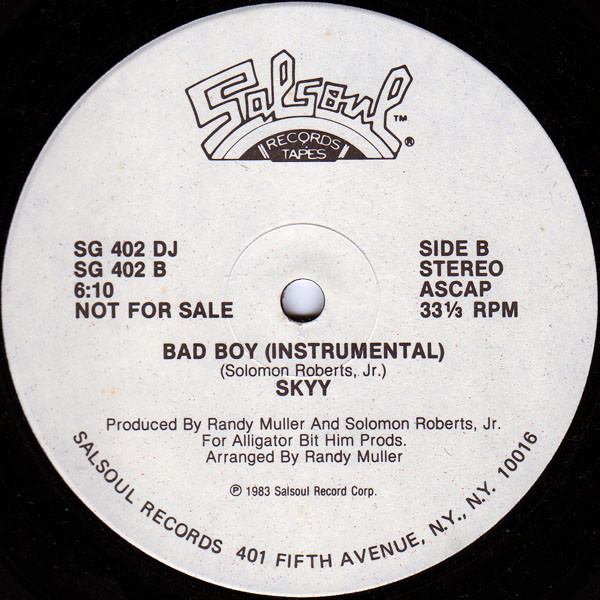 Salsoul ™
RECORDS & TAPES ®
SG 402 DJ
SG 402 B
6:10
NOT FOR SALE
SIDE B
STEREO
ASCAP
33⅓ RPM
BAD BOY (INSTRUMENTAL)
(Solomon Roberts, Jr.)
SKYY
Produced By Randy Muller And Solomon Roberts, Jr.
For Alligator Bit Him Prods.
Arranged By Randy Muller
℗ 1983 Salsoul Record Corp.
SALSOUL RECORDS 401 FIFTH AVENUE, N.Y., N.Y. 10016